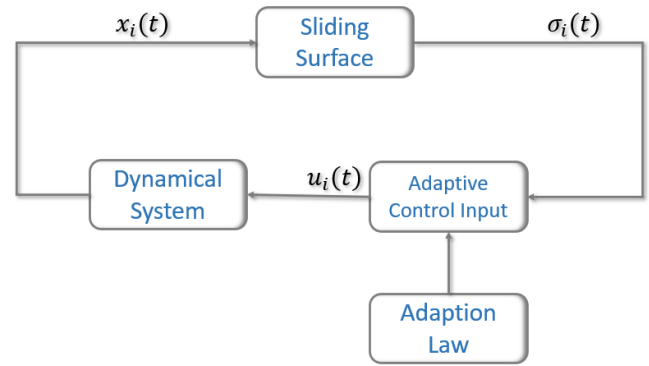 xᵢ(t)
Sliding
Surface
σᵢ(t)
Dynamical
System
uᵢ(t)
Adaptive
Control Input
Adaption
Law